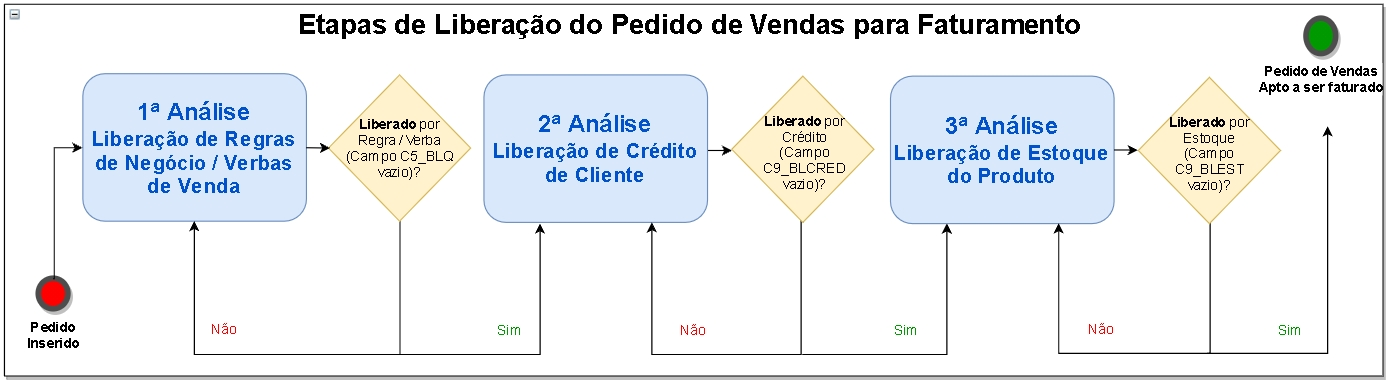 Etapas de Liberação do Pedido de Vendas para Faturamento
Pedido de Vendas
Apto a ser faturado
1ª Análise
Liberação de Regras
de Negócio / Verbas
de Venda
Liberado por
Regra / Verba
(Campo C5_BLQ
vazio)?
2ª Análise
Liberação de Crédito
de Cliente
Liberado por
Crédito
(Campo
C9_BLCRED
vazio)?
3ª Análise
Liberação de Estoque
do Produto
Liberado por
Estoque
(Campo
C9_BLEST
vazio)?
Pedido
Inserido
Não
Sim
Não
Sim
Não
Sim